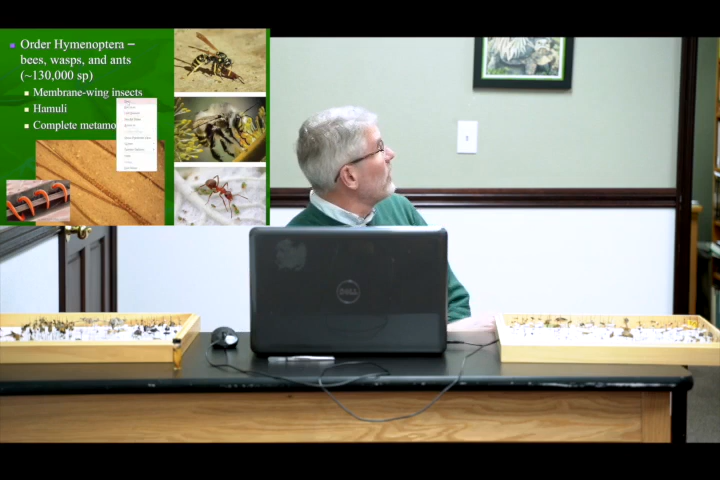 Order Hymenoptera –
bees, wasps, and ants
(~130,000 sp)
Membrane-wing insects
Hamuli
Complete metamo
DELL